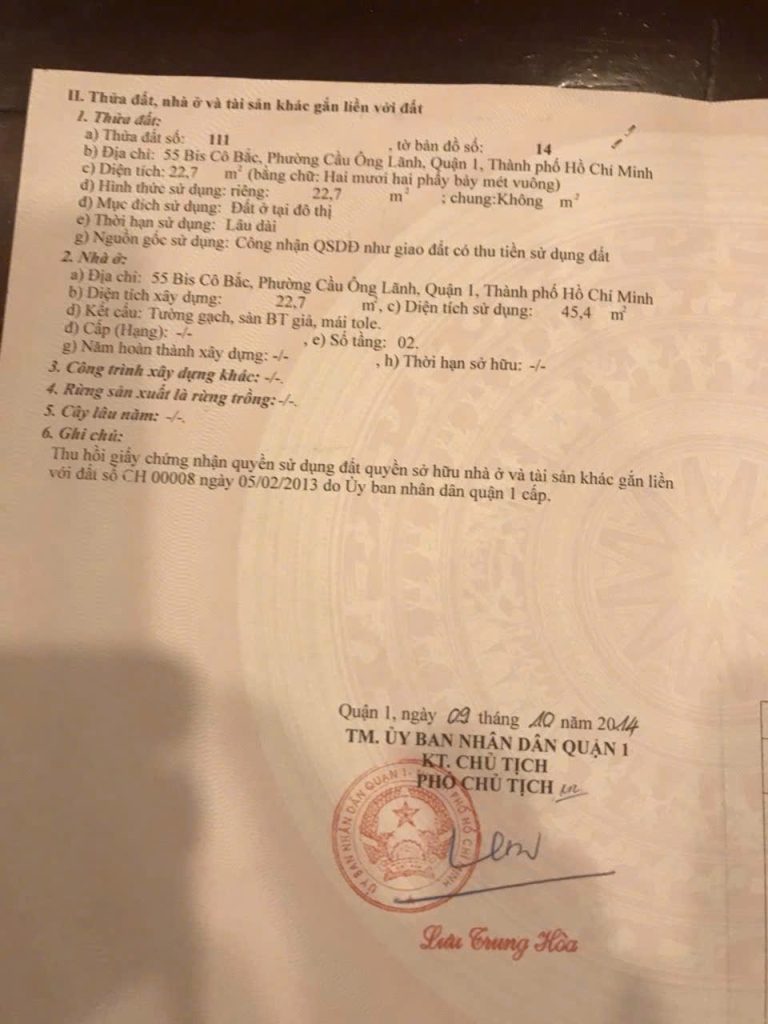 II. Thửa đất, nhà ở và tài sản khác gắn liền với đất
1. Thửa đất:
a) Thửa đất số: 111 , tờ bản đồ số: 14
b) Địa chỉ: 55 Bis Cô Bắc, Phường Cầu Ông Lãnh, Quận 1, Thành phố Hồ Chí Minh
c) Diện tích: 22,7 m² (bằng chữ: Hai mươi hai phẩy bảy mét vuông)
d) Hình thức sử dụng: riêng: 22,7 m² ; chung:Không m²
đ) Mục đích sử dụng: Đất ở tại đô thị
e) Thời hạn sử dụng: Lâu dài
g) Nguồn gốc sử dụng: Công nhận QSDĐ như giao đất có thu tiền sử dụng đất
2. Nhà ở:
a) Địa chỉ: 55 Bis Cô Bắc, Phường Cầu Ông Lãnh, Quận 1, Thành phố Hồ Chí Minh
b) Diện tích xây dựng: 22,7 m², c) Diện tích sử dụng: 45,4 m²
d) Kết cấu: Tường gạch, sàn BT giả, mái tole.
đ) Cấp (Hạng): -/- , e) Số tầng: 02.
g) Năm hoàn thành xây dựng: -/- , h) Thời hạn sở hữu: -/-
3. Công trình xây dựng khác: -/-.
4. Rừng sản xuất là rừng trồng: -/-.
5. Cây lâu năm: -/-.
6. Ghi chú:
Thu hồi giấy chứng nhận quyền sử dụng đất quyền sở hữu nhà ở và tài sản khác gắn liền
với đất số CH 00008 ngày 05/02/2013 do Ủy ban nhân dân quận 1 cấp.
Quận 1, ngày 09 tháng 10 năm 2014
TM. ỦY BAN NHÂN DÂN QUẬN 1
KT. CHỦ TỊCH
PHÓ CHỦ TỊCH
ỦY BAN NHÂN DÂN QUẬN 1 PHỐ HỒ CHÍ MINH
Lưu Trung Hòa